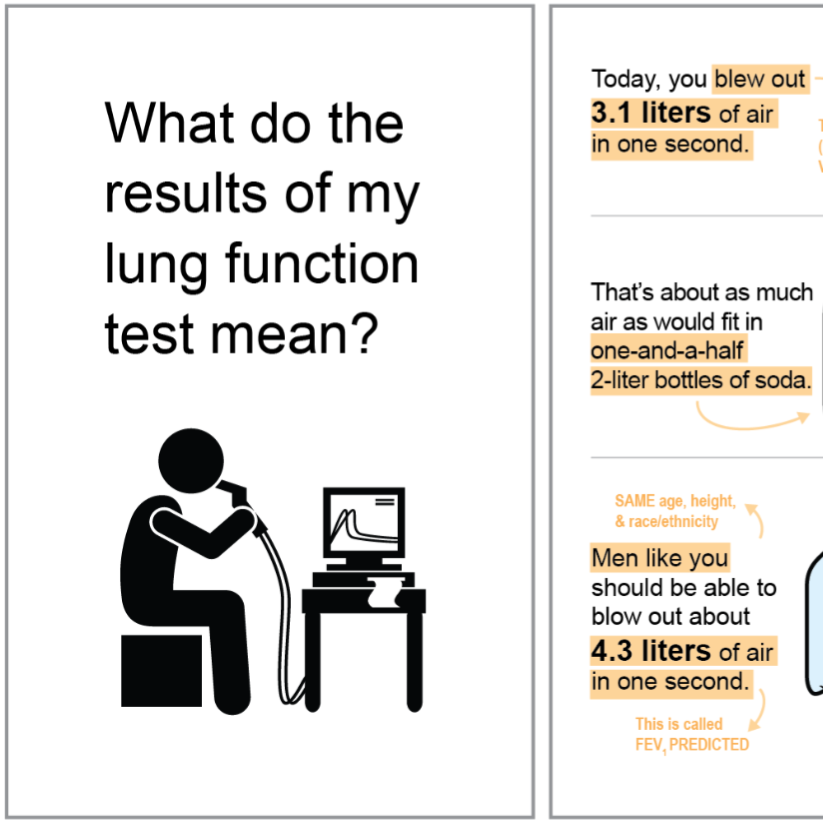 What do the
results of my
lung function
test mean?
Today, you blew out
3.1 liters of air
in one second.
That's about as much
air as would fit in
one-and-a-half
2-liter bottles of soda.
SAME age, height,
& race/ethnicity
Men like you
should be able to
blow out about
4.3 liters of air
in one second.
This is called
FEV₁ PREDICTED